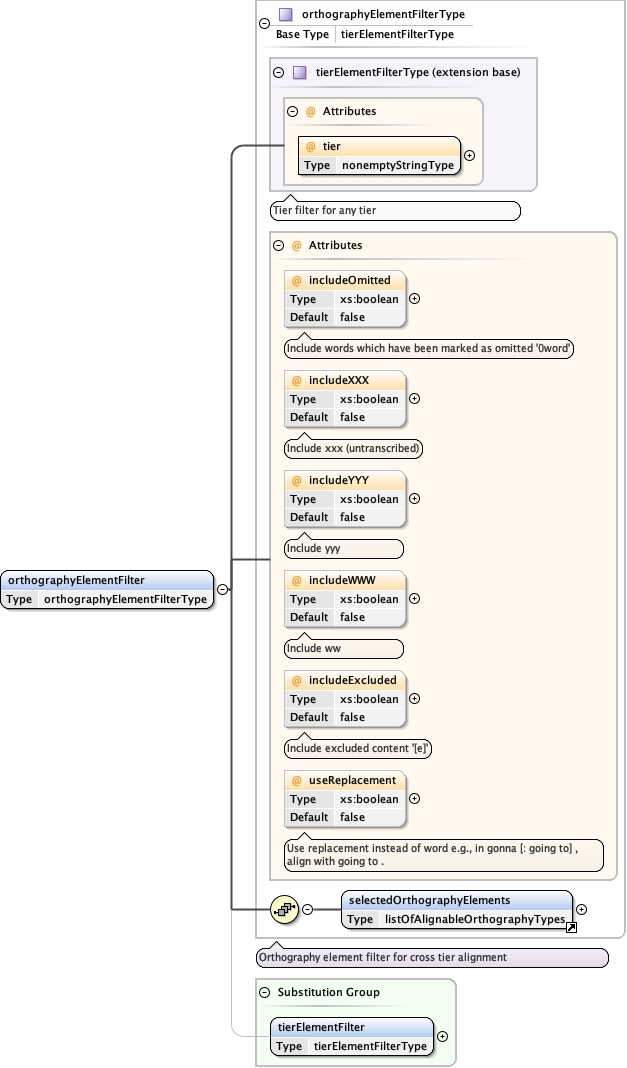 orthographyElementFilterType
Base Type tierElementFilterType
tierElementFilterType (extension base)
@ Attributes
@ tier
Type nonemptyStringType
Tier filter for any tier
@ Attributes
@ includeOmitted
Type xs:boolean
Default false
Include words which have been marked as omitted '0word'
@ includeXXX
Type xs:boolean
Default false
Include xxx (untranscribed)
@ includeYYY
Type xs:boolean
Default false
Include yyy
@ includeWWW
Type xs:boolean
Default false
Include ww
@ includeExcluded
Type xs:boolean
Default false
Include excluded content '[e]'
@ useReplacement
Type xs:boolean
Default false
Use replacement instead of word e.g., in gonna [: going to] ,
align with going to .
orthographyElementFilter
Type orthographyElementFilterType
selectedOrthographyElements
Type listOfAlignableOrthographyTypes
Orthography element filter for cross tier alignment
Substitution Group
tierElementFilter
Type tierElementFilterType